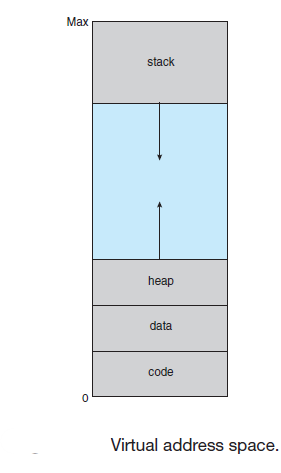 Max
stack
heap
data
code
0
Virtual address space.